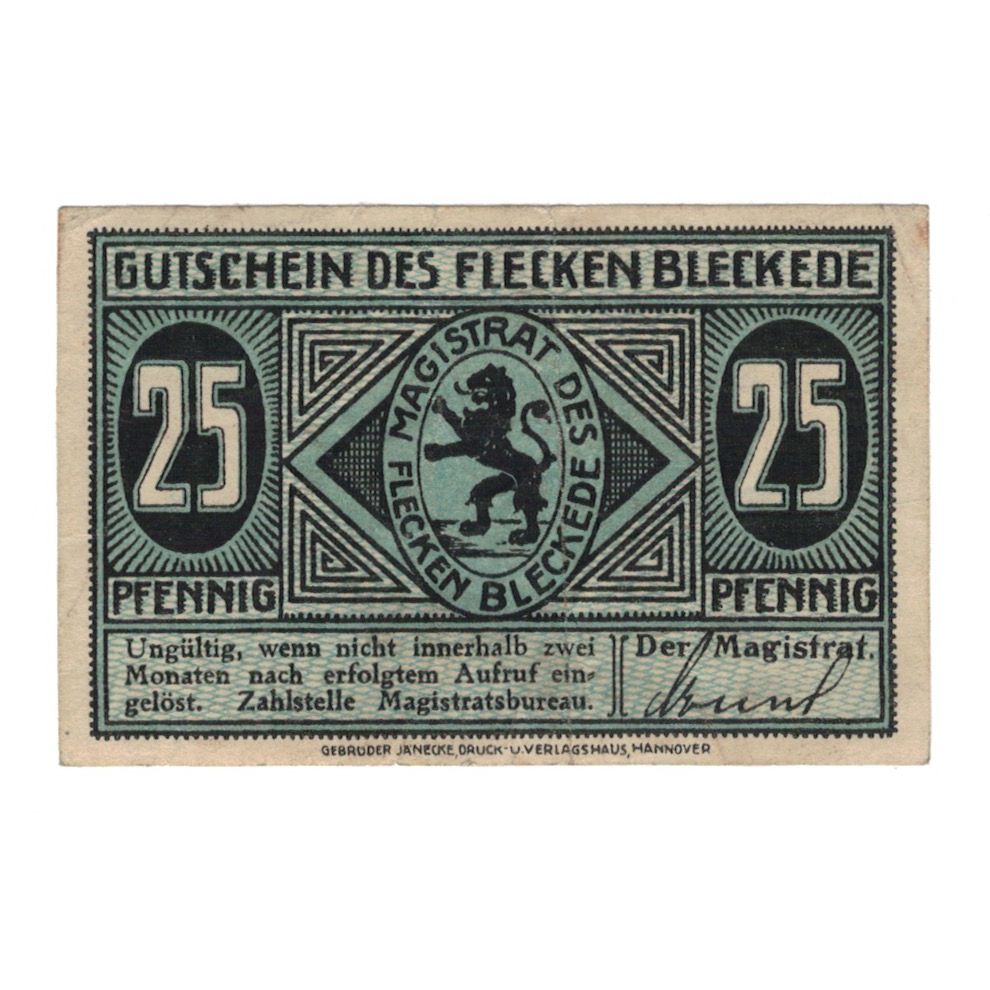 GUTSCHEIN DES FLECKEN BLECKEDE
25
PFENNIG
MAGISTRAT DES
FLECKEN BLECKEDE
25
PFENNIG
Ungültig, wenn nicht innerhalb zwei
Monaten nach erfolgtem Aufruf ein-
gelöst. Zahlstelle Magistratsbureau.
Der Magistrat.
GEBRÜDER JÄNECKE, DRUCK- U. VERLAGSHAUS, HANNOVER